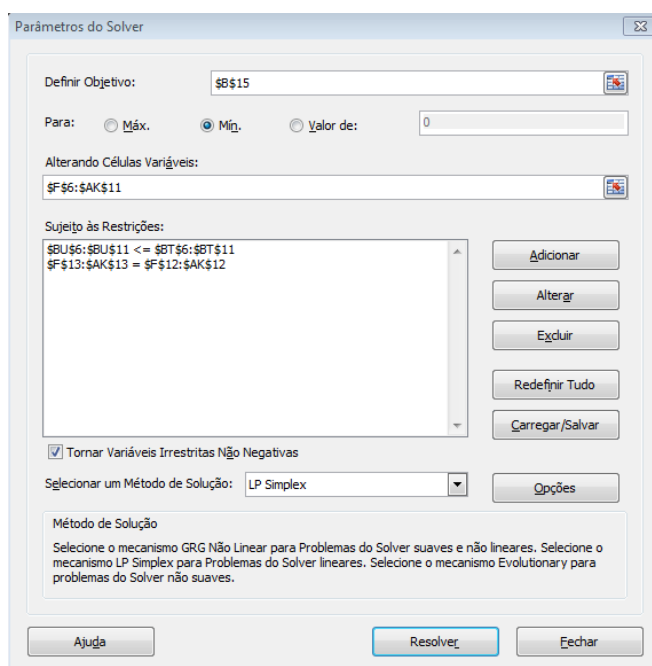 Parâmetros do Solver
Definir Objetivo: $B$15
Para: Máx. Mín. Valor de: 0
Alterando Células Variáveis:
$F$6:$AK$11
Sujeito às Restrições:
$BU$6:$BU$11 <= $BT$6:$BT$11
$F$13:$AK$13 = $F$12:$AK$12
Adicionar
Alterar
Excluir
Redefinir Tudo
Carregar/Salvar
Tornar Variáveis Irrestritas Não Negativas
Selecionar um Método de Solução: LP Simplex Opções
Método de Solução
Selecione o mecanismo GRG Não Linear para Problemas do Solver suaves e não lineares. Selecione o
mecanismo LP Simplex para Problemas do Solver lineares. Selecione o mecanismo Evolutionary para
problemas do Solver não suaves.
Ajuda Resolver Fechar